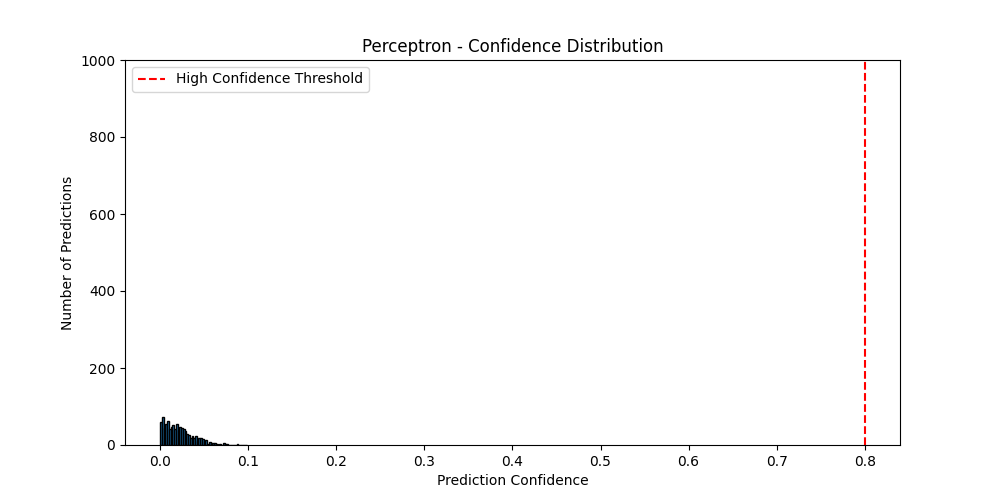 Perceptron - Confidence Distribution
High Confidence Threshold
Number of Predictions
1000
800
600
400
200
0
0.0 0.1 0.2 0.3 0.4 0.5 0.6 0.7 0.8
Prediction Confidence